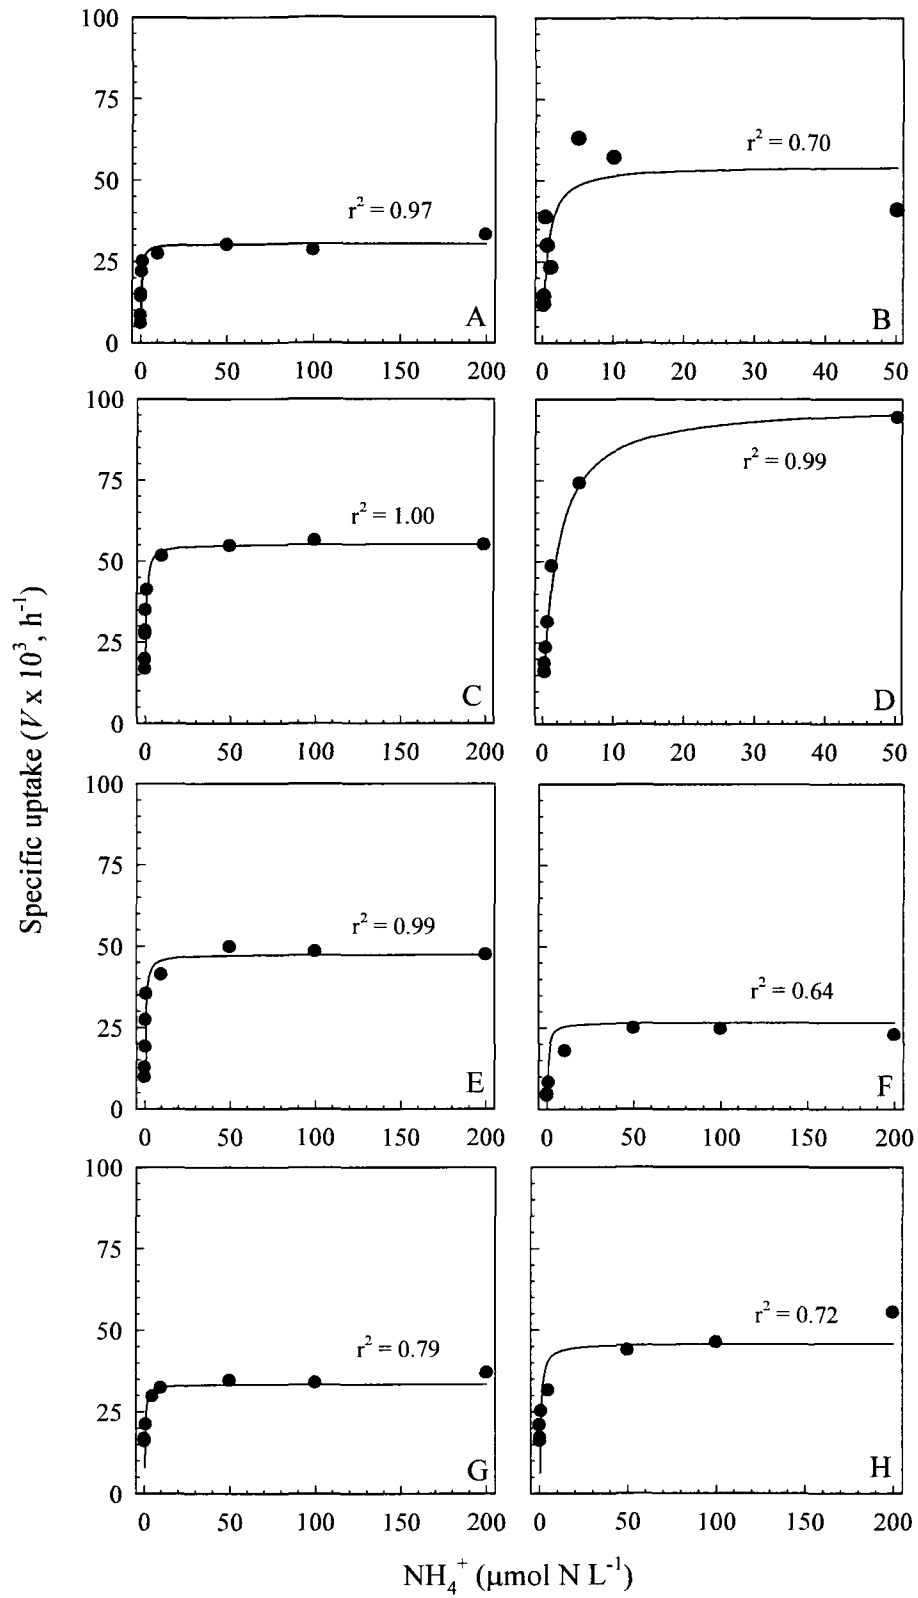 Specific uptake (V x 10³, h⁻¹)
100
75
50
25
0
r² = 0.97
A
0 50 100 150 200
r² = 0.70
B
0 10 20 30 40 50
100
75
50
25
0
r² = 1.00
C
0 50 100 150 200
r² = 0.99
D
0 10 20 30 40 50
100
75
50
25
0
r² = 0.99
E
0 50 100 150 200
r² = 0.64
F
0 50 100 150 200
100
75
50
25
0
r² = 0.79
G
0 50 100 150 200
r² = 0.72
H
0 50 100 150 200
NH₄⁺ (μmol N L⁻¹)